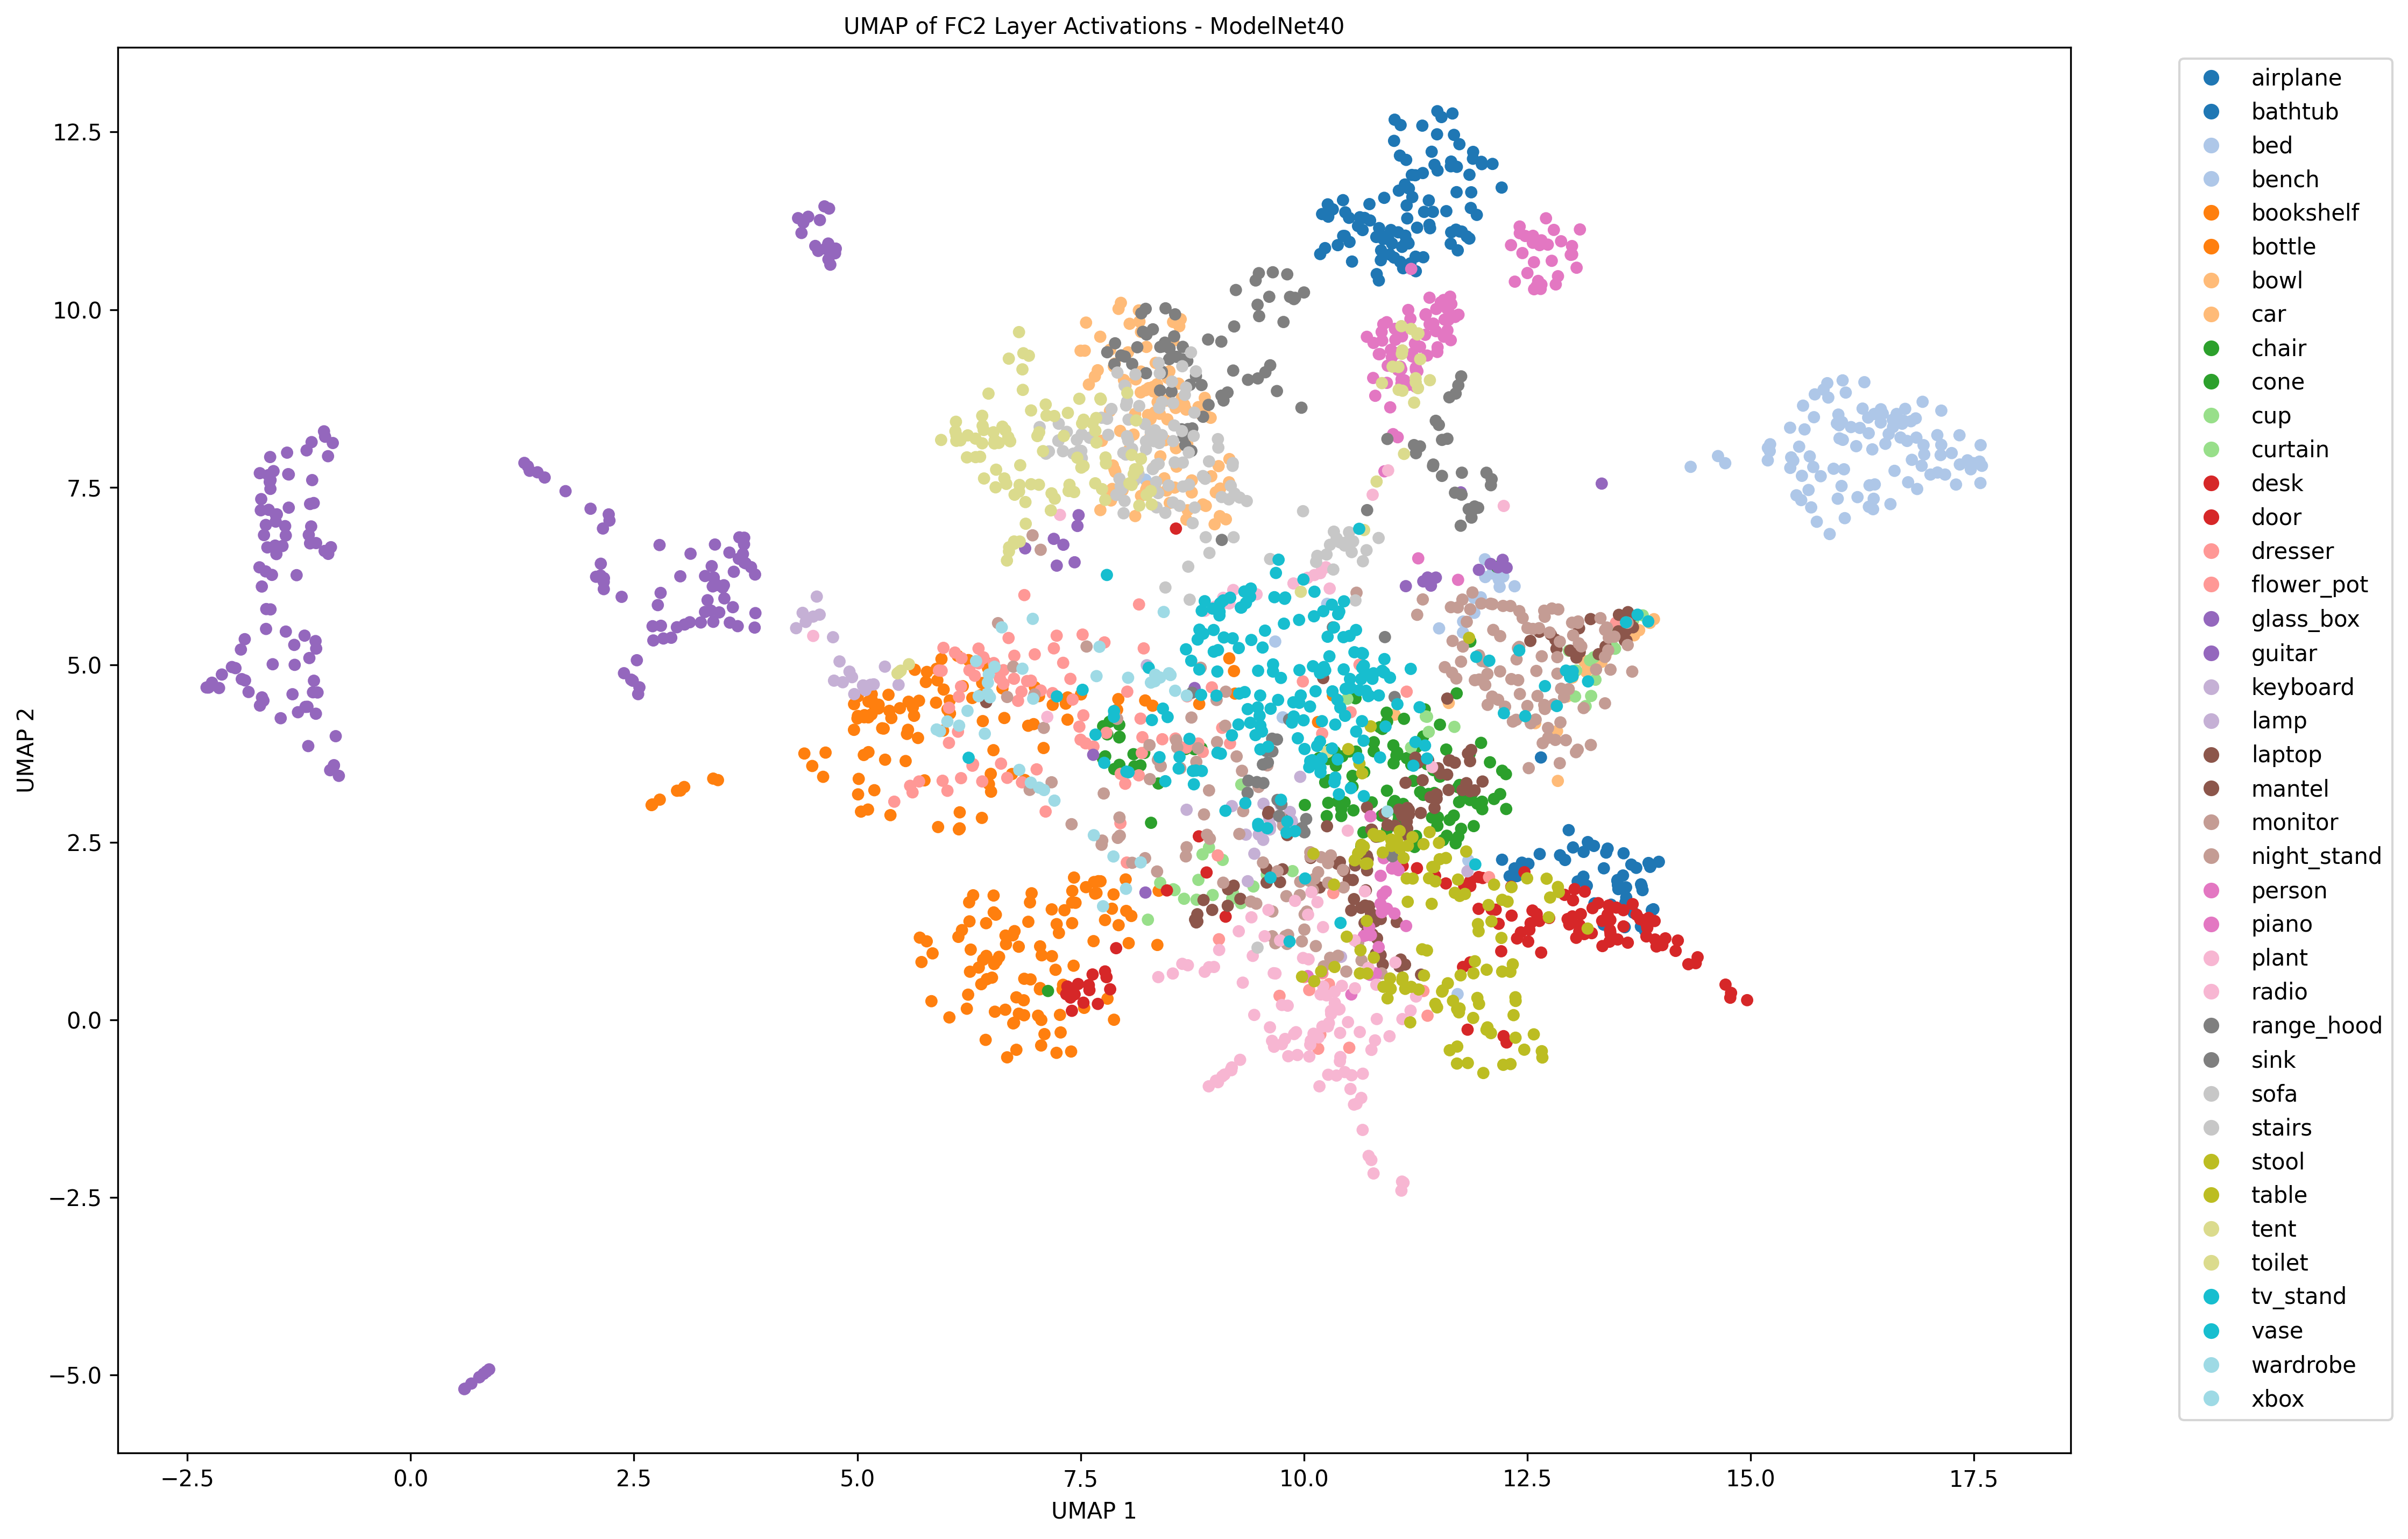 UMAP of FC2 Layer Activations - ModelNet40
12.5
10.0
7.5
5.0
2.5
0.0
−2.5
−5.0
UMAP 2
−2.5
0.0
2.5
5.0
7.5
10.0
12.5
15.0
17.5
UMAP 1
airplane
bathtub
bed
bench
bookshelf
bottle
bowl
car
chair
cone
cup
curtain
desk
door
dresser
flower_pot
glass_box
guitar
keyboard
lamp
laptop
mantel
monitor
night_stand
person
piano
plant
radio
range_hood
sink
sofa
stairs
stool
table
tent
toilet
tv_stand
vase
wardrobe
xbox